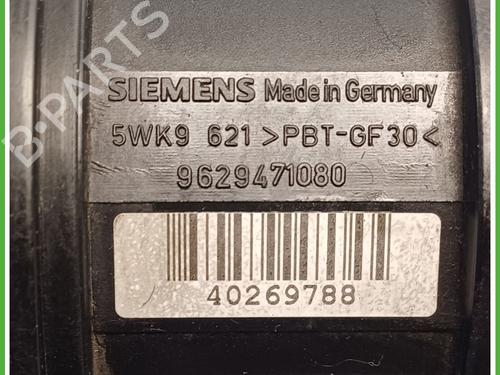 B-PARTS
SIEMENS Made in Germany
5WK9 621 >PBT-GF30<
9629471080
40269788